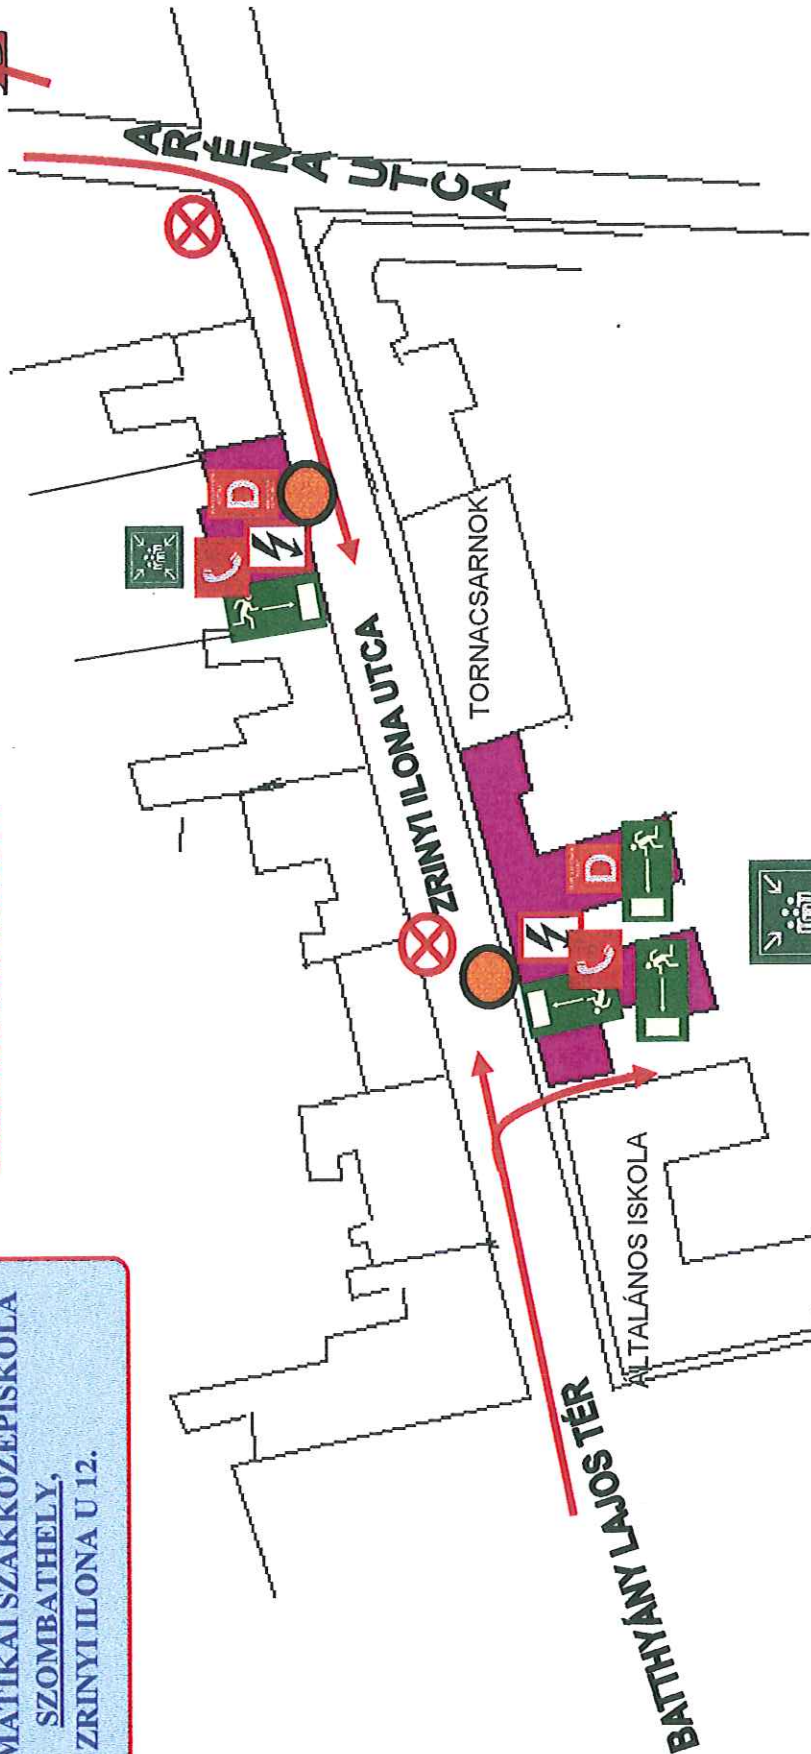 MATIKAI SZAKKÖZÉPISKOLA
SZOMBATHELY,
ZRINYI ILONA U 12.
ARÉNA UTCA
D
ZRINYI ILONA UTCA
TORNACSARNOK
D
ÁLTALÁNOS ISKOLA
BATTHYÁNY LAJOS TÉR